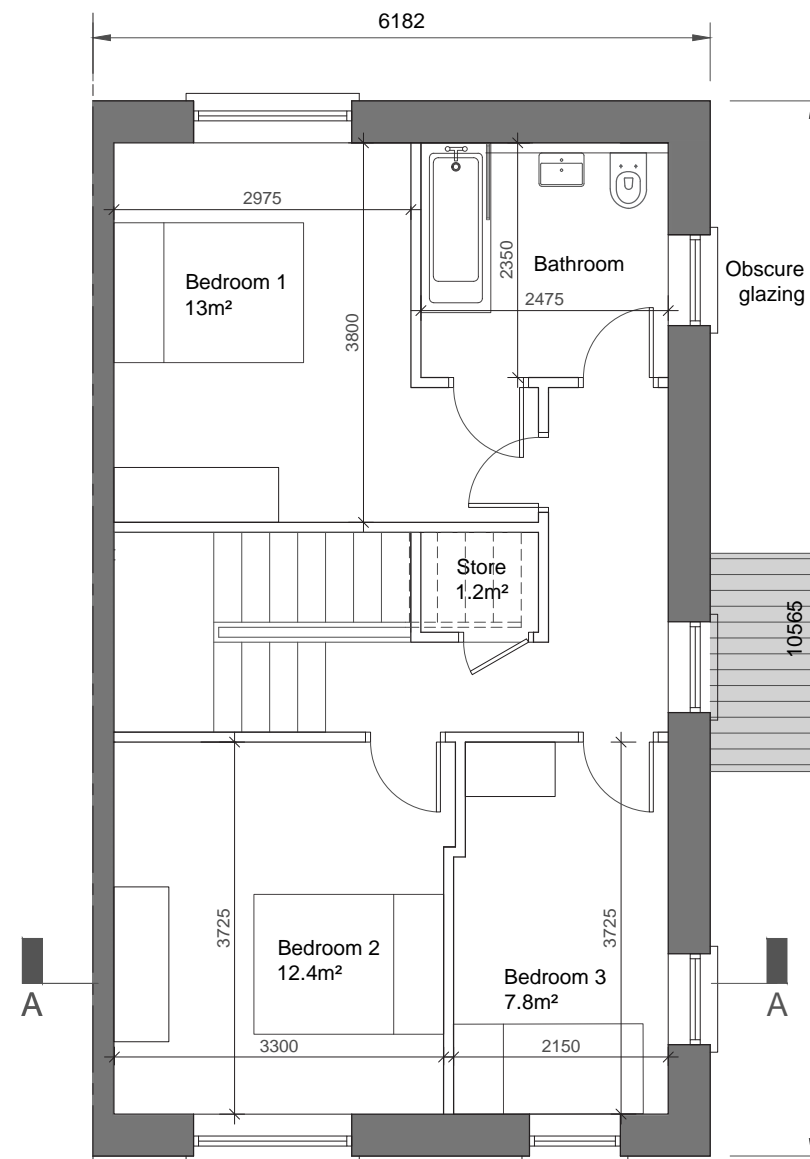 6182
2975
Bedroom 1
13m²
3800
2350
Bathroom
2475
Obscure
glazing
Store
1.2m²
10565
3725
Bedroom 2
12.4m²
3725
Bedroom 3
7.8m²
A
A
3300
2150